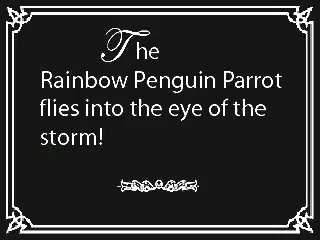 The
Rainbow Penguin Parrot
flies into the eye of the
storm!